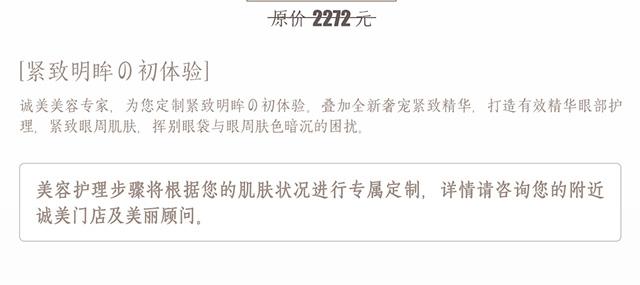 原价 2272 元
[紧致明眸の初体验]
诚美美容专家，为您定制紧致明眸の初体验，叠加全新奢宠紧致精华，打造有效精华眼部护
理，紧致眼周肌肤，挥别眼袋与眼周肤色暗沉的困扰。
美容护理步骤将根据您的肌肤状况进行专属定制，详情请咨询您的附近
诚美门店及美丽顾问。